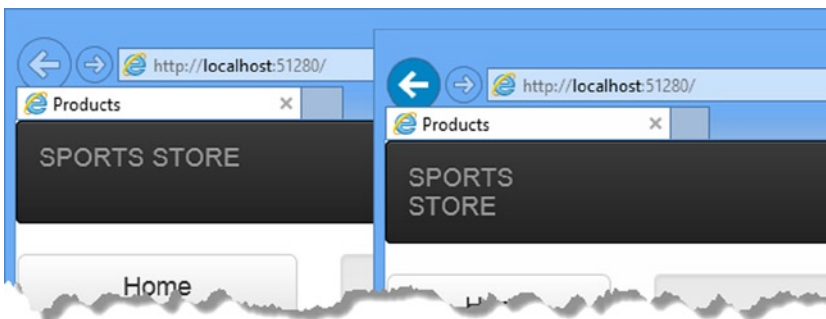 http://localhost:51280/
Products
SPORTS STORE
Home
http://localhost:51280/
Products
SPORTS
STORE